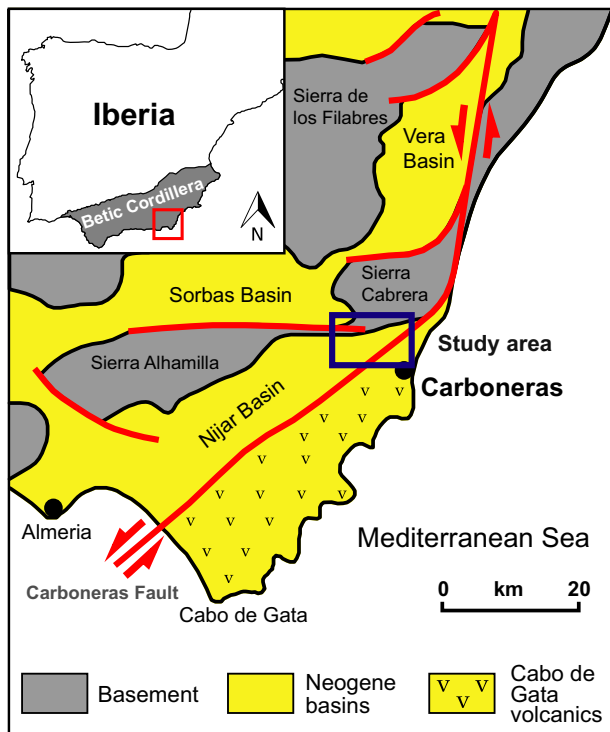 Iberia
Betic Cordillera
N
Sierra de
los Filabres
Vera
Basin
Sierra
Cabrera
Sorbas Basin
Sierra Alhamilla
Study area
Carboneras
Nijar Basin
v v
v v v
v v v
v v v v
v v v
v v
v
Almeria
Carboneras Fault
Cabo de Gata
Mediterranean Sea
0 km 20
Basement
Neogene
basins
v v
v
Cabo de
Gata
volcanics